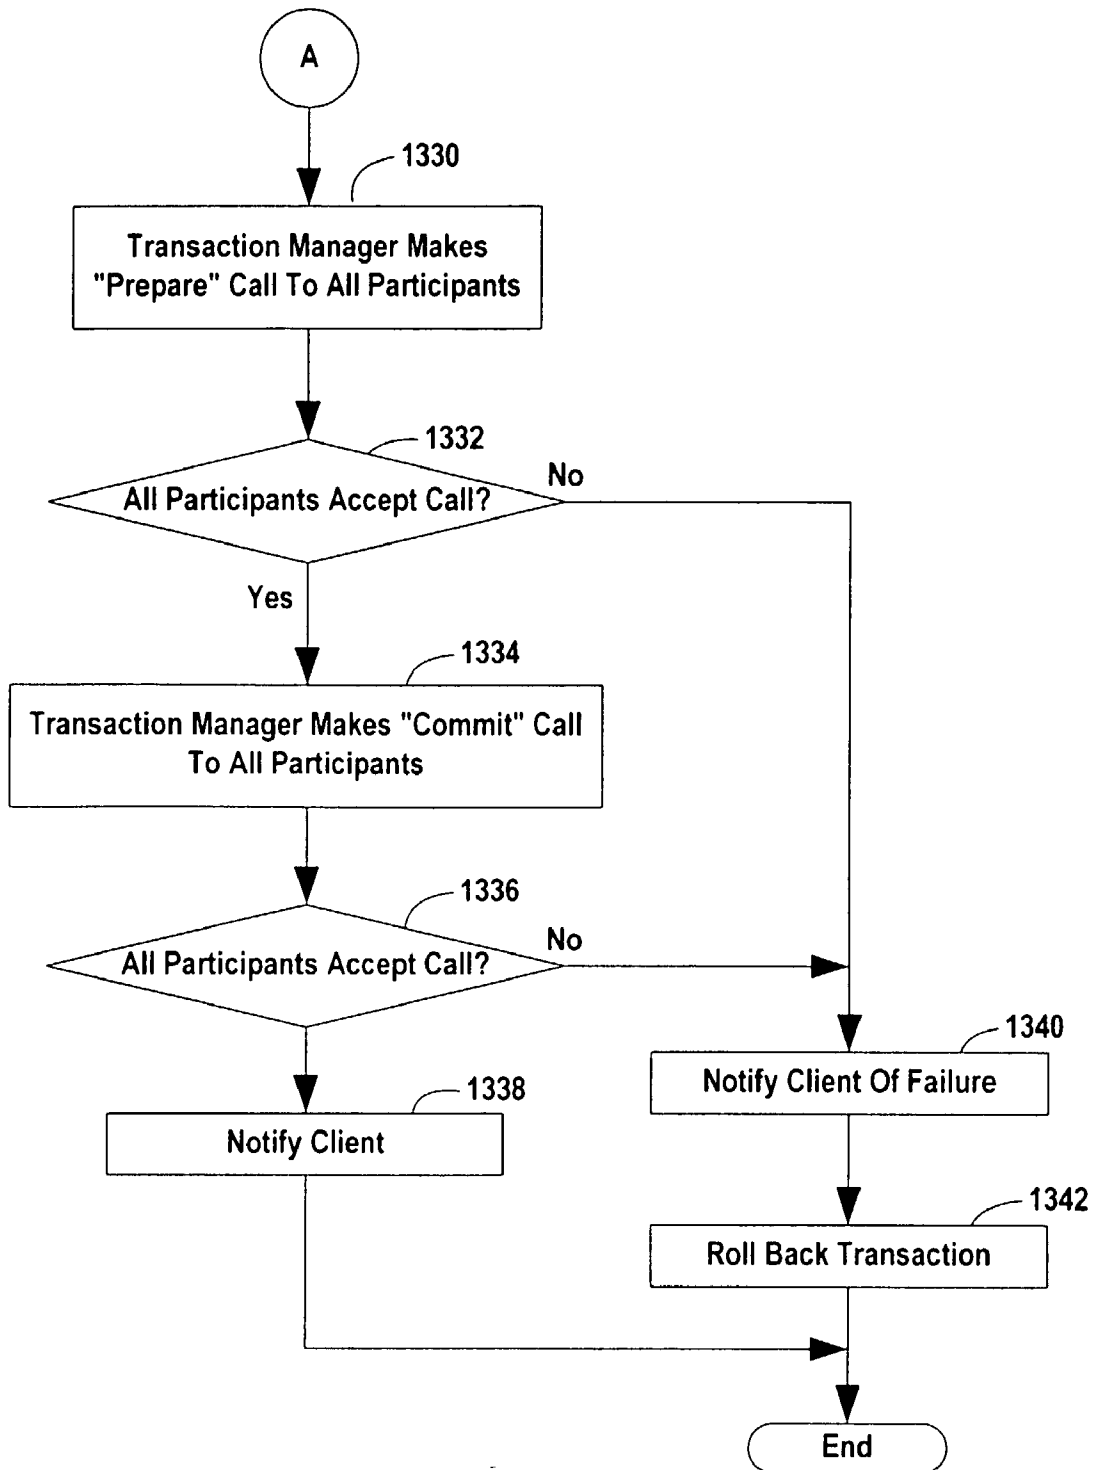 A
1330
Transaction Manager Makes
"Prepare" Call To All Participants
1332
All Participants Accept Call?
No
Yes
1334
Transaction Manager Makes "Commit" Call
To All Participants
1336
All Participants Accept Call?
No
1340
Notify Client Of Failure
1338
Notify Client
1342
Roll Back Transaction
End